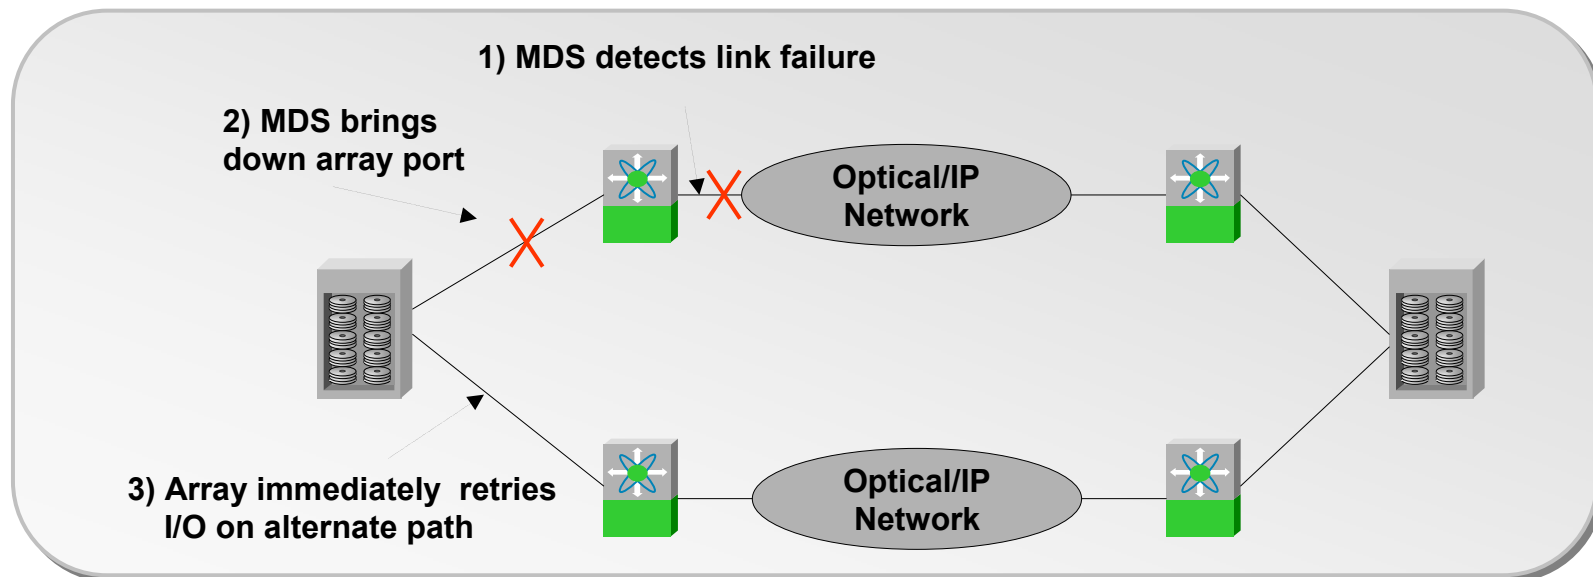 1) MDS detects link failure
2) MDS brings
down array port
Optical/IP
Network
3) Array immediately  retries
I/O on alternate path
Optical/IP
Network